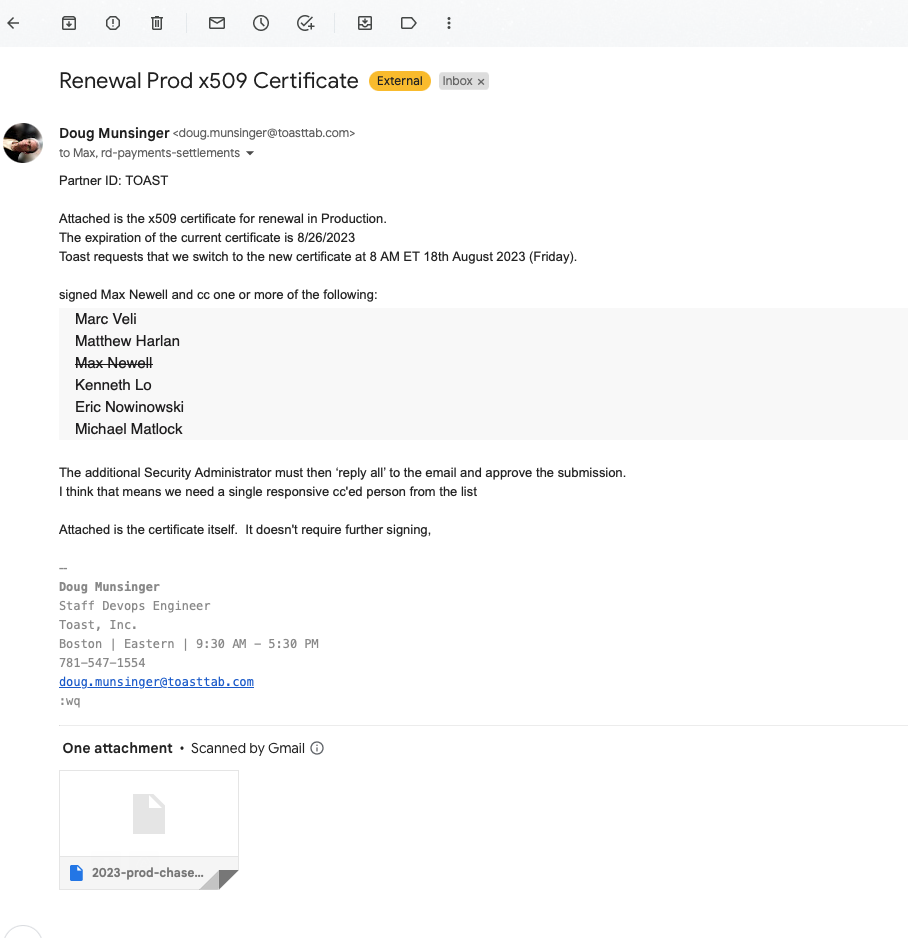 Renewal Prod x509 Certificate External Inbox ×
Doug Munsinger <doug.munsinger@toasttab.com>
to Max, rd-payments-settlements
Partner ID: TOAST
Attached is the x509 certificate for renewal in Production.
The expiration of the current certificate is 8/26/2023
Toast requests that we switch to the new certificate at 8 AM ET 18th August 2023 (Friday).
signed Max Newell and cc one or more of the following:
Marc Veli
Matthew Harlan
Max Newell
Kenneth Lo
Eric Nowinowski
Michael Matlock
The additional Security Administrator must then ‘reply all’ to the email and approve the submission.
I think that means we need a single responsive cc'ed person from the list
Attached is the certificate itself.  It doesn't require further signing,
--
Doug Munsinger
Staff Devops Engineer
Toast, Inc.
Boston | Eastern | 9:30 AM – 5:30 PM
781–547–1554
doug.munsinger@toasttab.com
:wq
One attachment • Scanned by Gmail
2023-prod-chase...